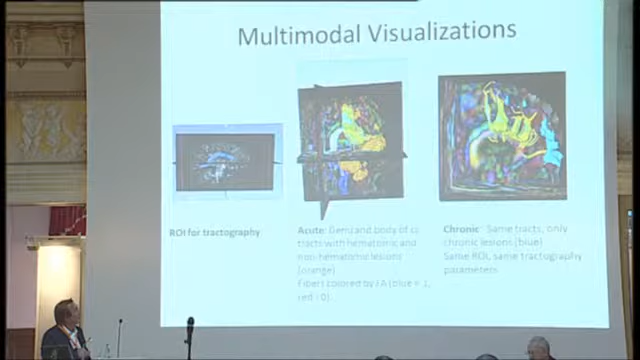 Multimodal Visualizations
ROI for tractography
Acute: Genu and body of cc
tracts with hematomic and
non-hematomic lesions
(orange)
Fibers colored by FA (blue = 1,
red = 0)
Chronic: Same tracts, only
chronic lesions (blue)
Same ROI, same tractography
parameters